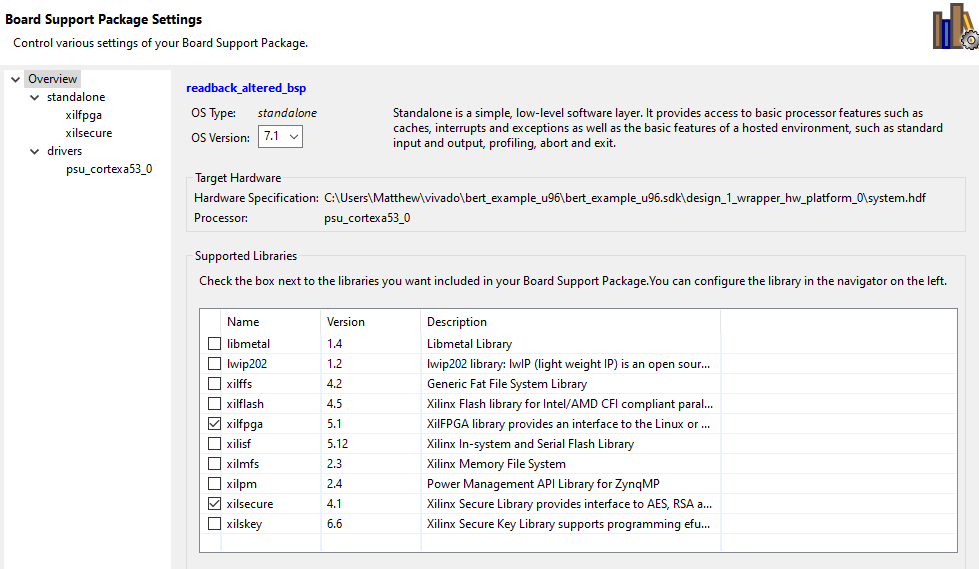 Board Support Package Settings
Control various settings of your Board Support Package.
Overview
standalone
xilfpga
xilsecure
drivers
psu_cortexa53_0
readback_altered_bsp
OS Type: standalone
OS Version: 7.1
Standalone is a simple, low-level software layer. It provides access to basic processor features such as
caches, interrupts and exceptions as well as the basic features of a hosted environment, such as standard
input and output, profiling, abort and exit.
Target Hardware
Hardware Specification: C:\Users\Matthew\vivado\bert_example_u96\bert_example_u96.sdk\design_1_wrapper_hw_platform_0\system.hdf
Processor: psu_cortexa53_0
Supported Libraries
Check the box next to the libraries you want included in your Board Support Package.You can configure the library in the navigator on the left.
Name Version Description
libmetal 1.4 Libmetal Library
lwip202 1.2 lwip202 library: lwIP (light weight IP) is an open sour...
xilffs 4.2 Generic Fat File System Library
xilflash 4.5 Xilinx Flash library for Intel/AMD CFI compliant paral...
xilfpga 5.1 XilFPGA library provides an interface to the Linux or ...
xilisf 5.12 Xilinx In-system and Serial Flash Library
xilmfs 2.3 Xilinx Memory File System
xilpm 2.4 Power Management API Library for ZynqMP
xilsecure 4.1 Xilinx Secure Library provides interface to AES, RSA a...
xilskey 6.6 Xilinx Secure Key Library supports programming efu...